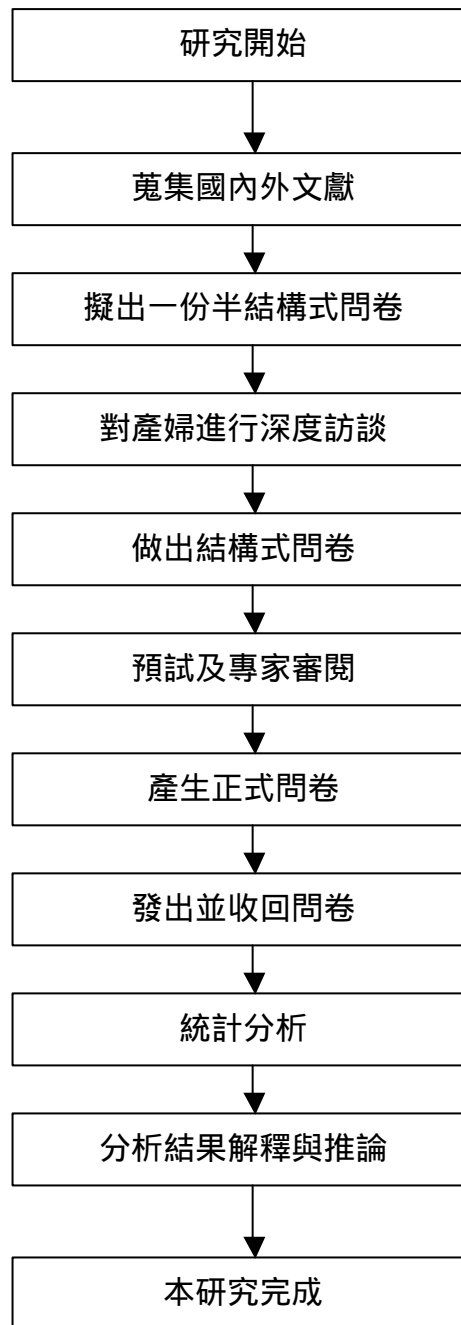 研究開始
蒐集國內外文獻
擬出一份半結構式問卷
對產婦進行深度訪談
做出結構式問卷
預試及專家審閱
產生正式問卷
發出並收回問卷
統計分析
分析結果解釋與推論
本研究完成